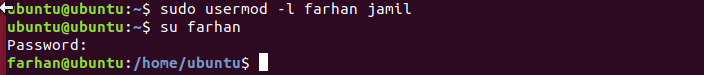 ubuntu@ubuntu:~$ sudo usermod -l farhan jamil
ubuntu@ubuntu:~$ su farhan
Password:
farhan@ubuntu:/home/ubuntu$